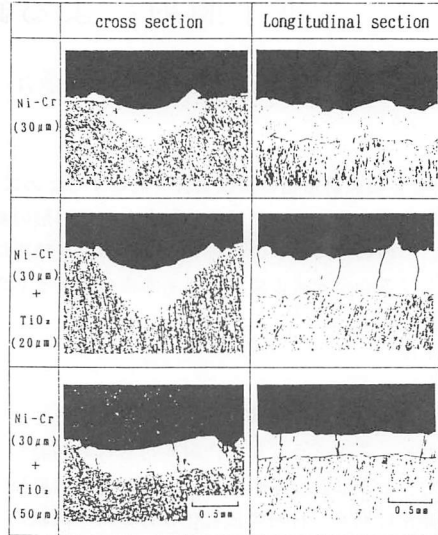 cross section
Longitudinal section
Ni-Cr
(30μm)
Ni-Cr
(30μm)
+
TiO₂
(20μm)
Ni-Cr
(30μm)
+
TiO₂
(50μm)
0.5mm
0.5mm